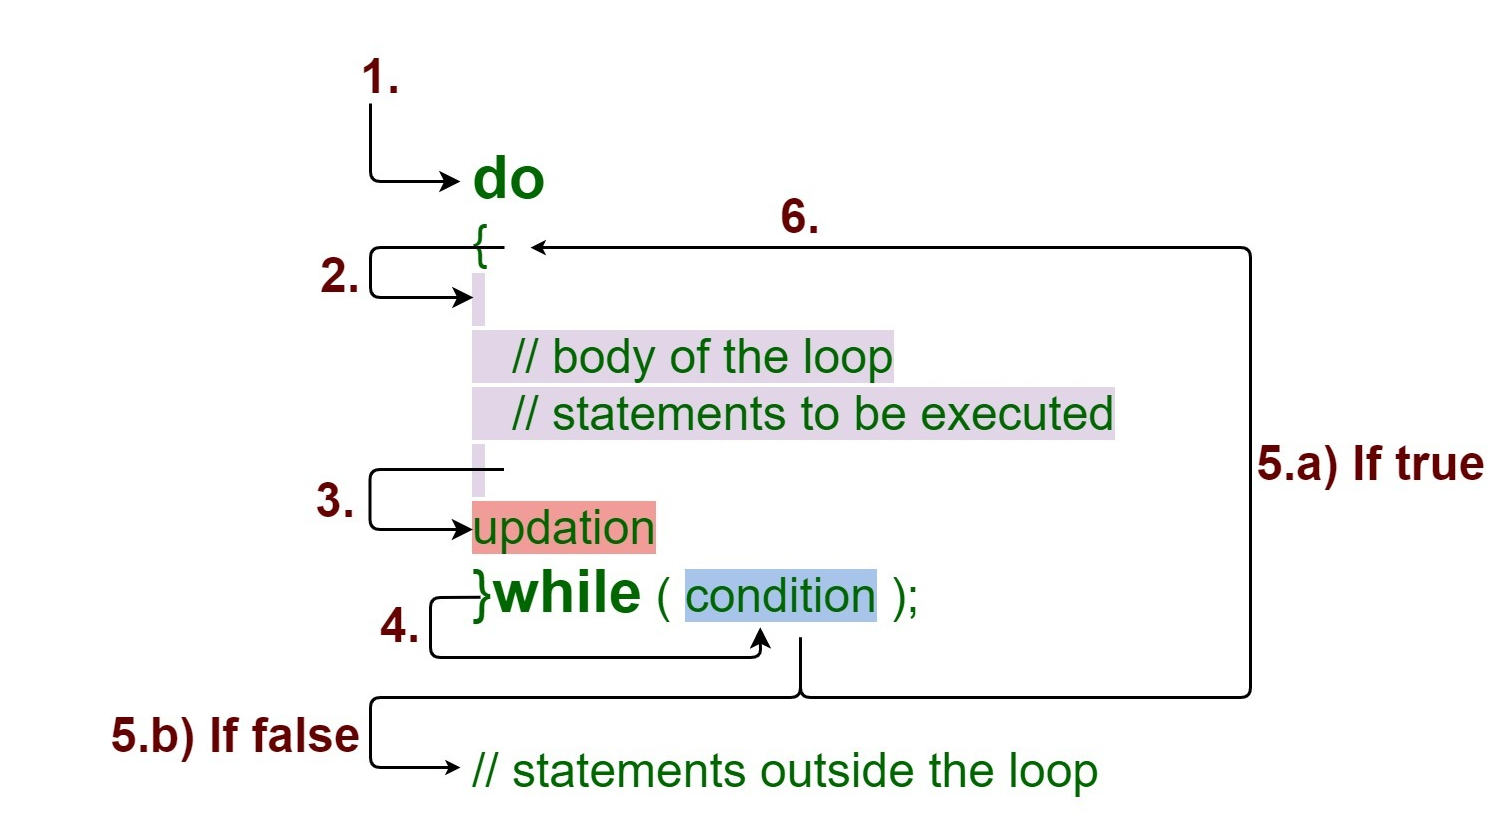 1.
do
6.
{
2.
// body of the loop
// statements to be executed
5.a) If true
3.
updation
}while ( condition );
4.
5.b) If false
// statements outside the loop